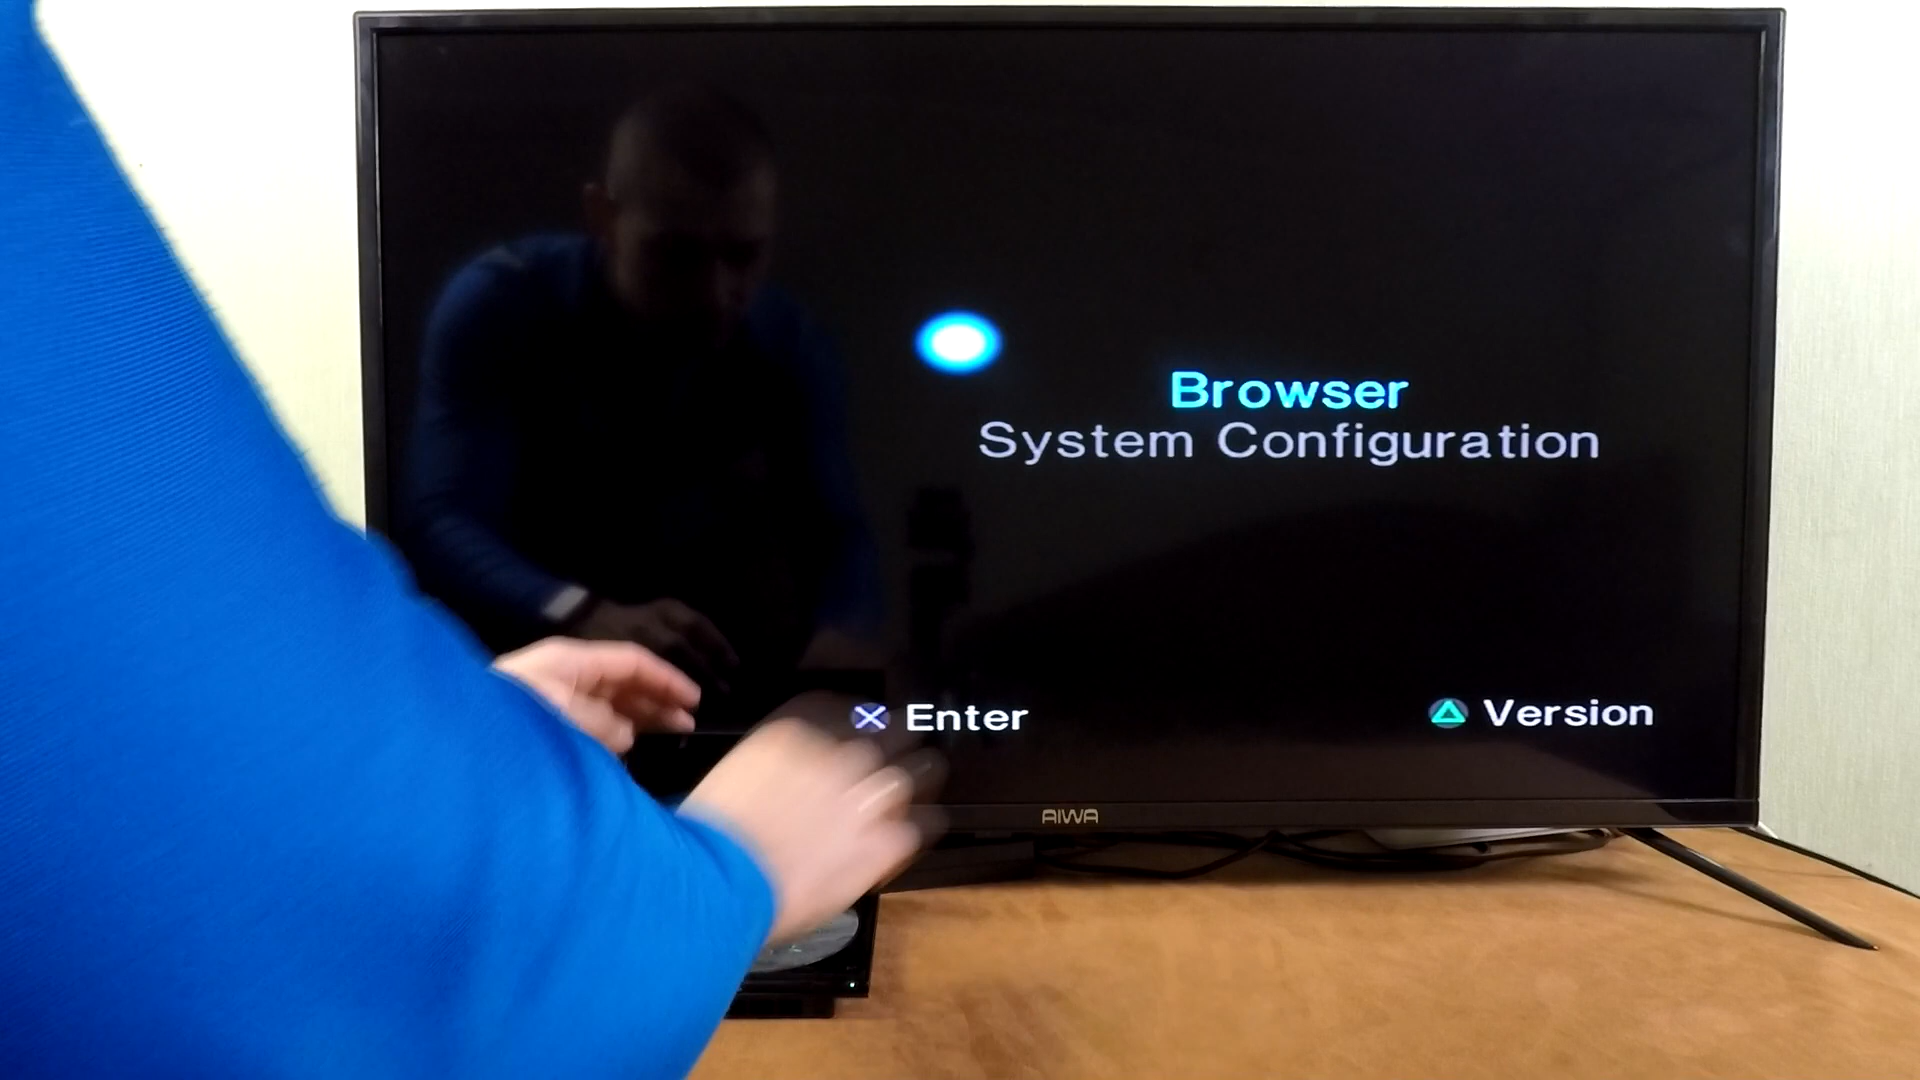 Browser
System Configuration
Enter
Version
AIWA